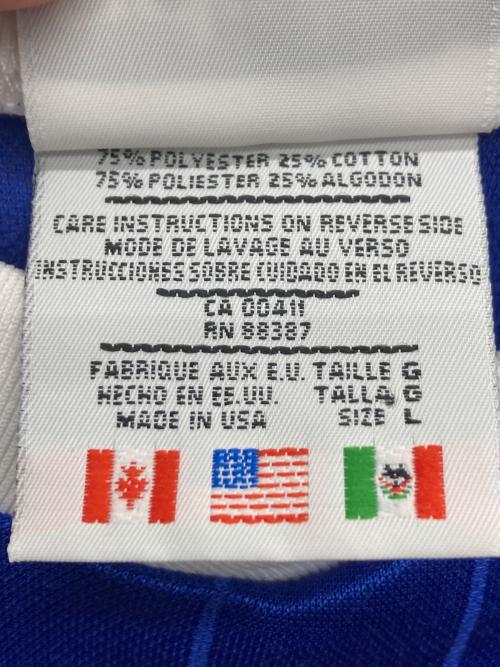 75% POLYESTER 25% COTTON
75% POLIESTER 25% ALGODON
CARE INSTRUCTIONS ON REVERSE SIDE
MODE DE LAVAGE AU VERSO
INSTRUCCIONES SOBRE CUIDADO EN EL REVERSO
CA 00411
RN 88387
FABRIQUE AUX E.U. TAILLE G
HECHO EN EE.UU. TALLA G
MADE IN USA SIZE L